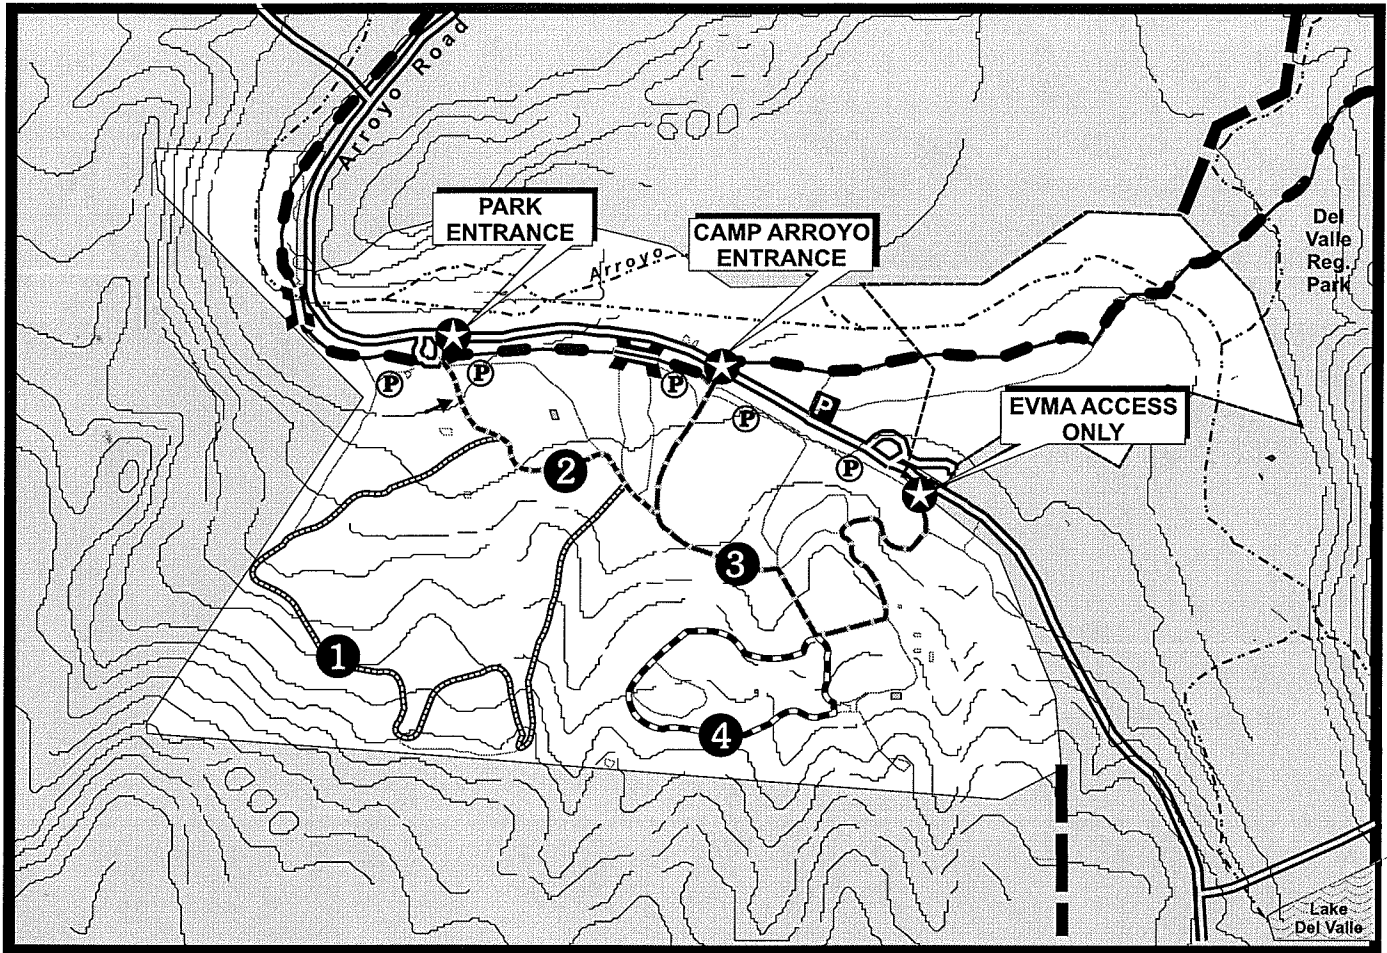 Arroyo Road
PARK
ENTRANCE
CAMP ARROYO
ENTRANCE
Arroyo
Del
Valle
Reg.
Park
P
P
P
P
P
P
EVMA ACCESS
ONLY
2
3
1
4
Lake
Del Valle